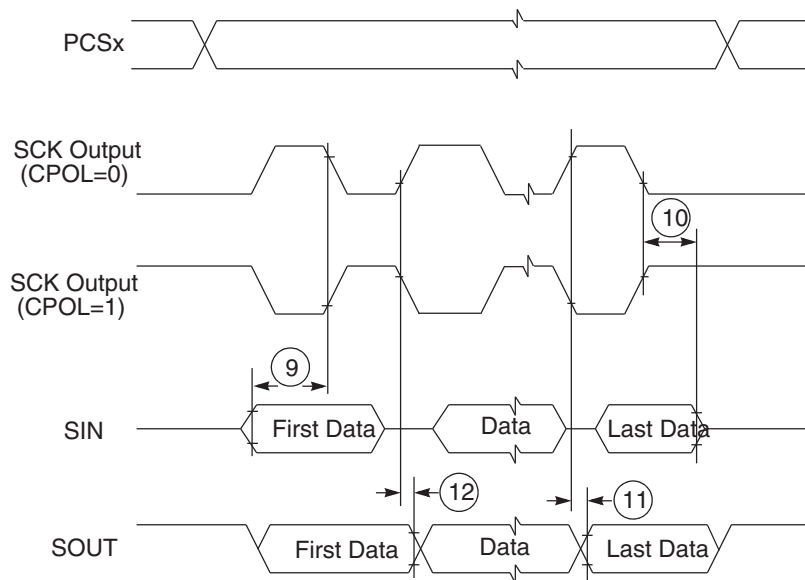 PCSx
SCK Output
(CPOL=0)
10
SCK Output
(CPOL=1)
9
SIN
First Data
Data
Last Data
12
11
SOUT
First Data
Data
Last Data